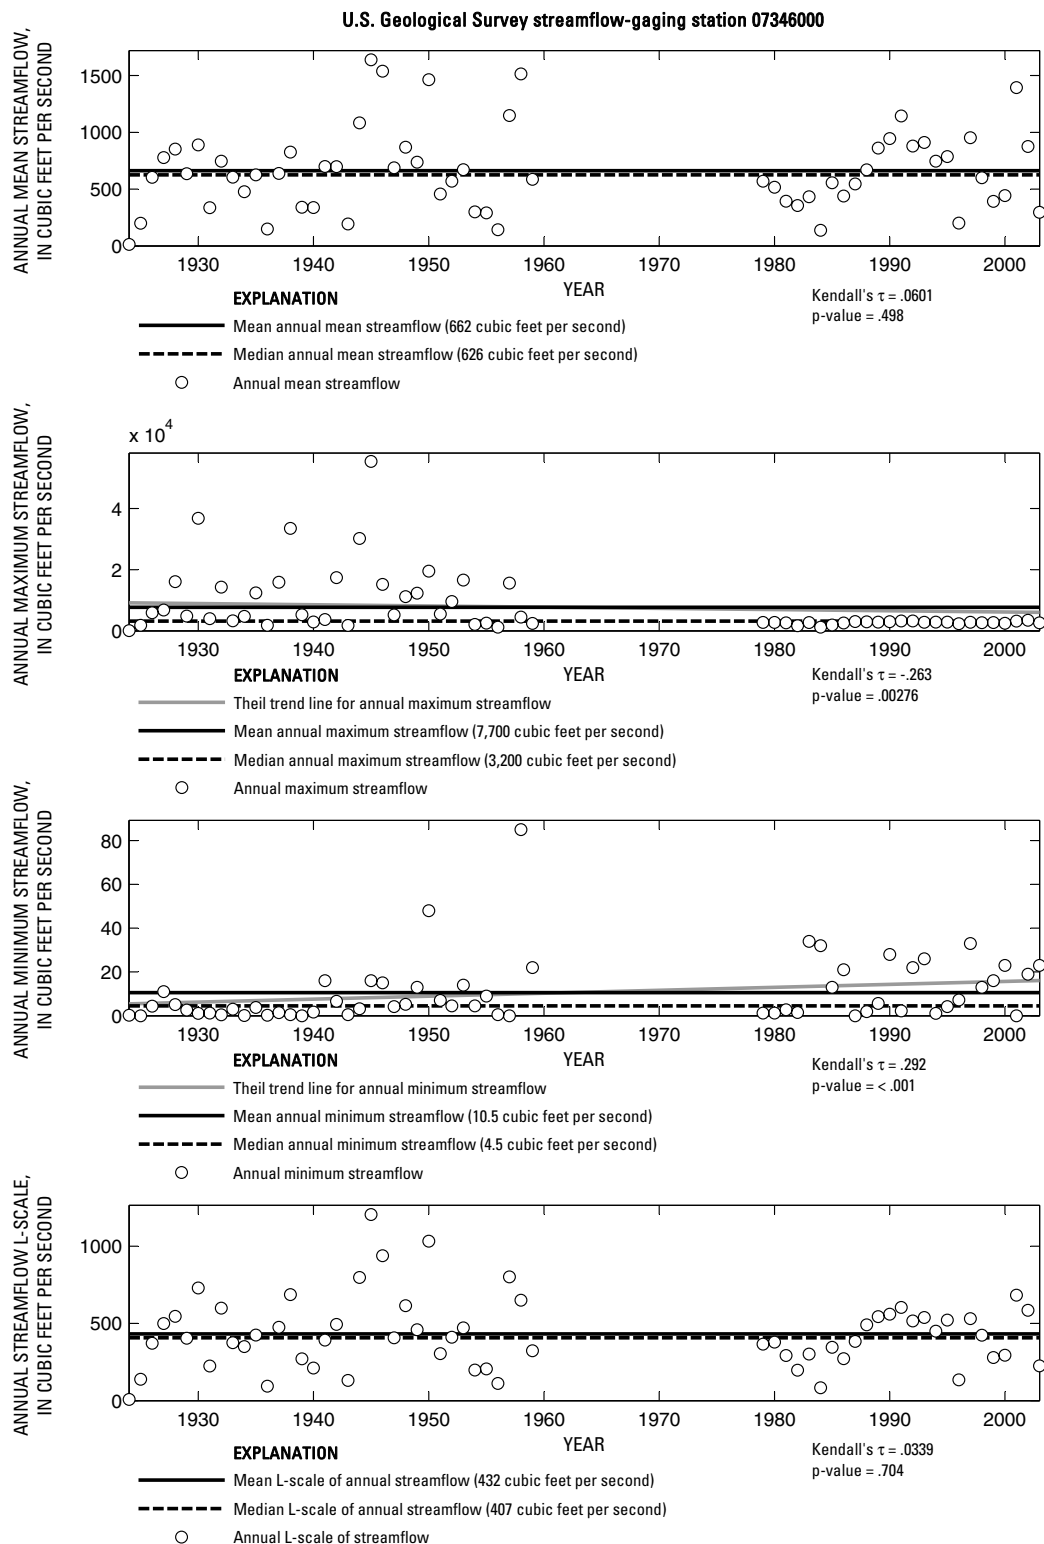 U.S. Geological Survey streamflow-gaging station 07346000
ANNUAL MEAN STREAMFLOW,
IN CUBIC FEET PER SECOND
1500
1000
500
0
1930 1940 1950 1960 1970 1980 1990 2000
YEAR
Kendall's τ = .0601
p-value = .498
EXPLANATION
Mean annual mean streamflow (662 cubic feet per second)
Median annual mean streamflow (626 cubic feet per second)
Annual mean streamflow
ANNUAL MAXIMUM STREAMFLOW,
IN CUBIC FEET PER SECOND
x 10^4
4
2
0
1930 1940 1950 1960 1970 1980 1990 2000
YEAR
Kendall's τ = -.263
p-value = .00276
EXPLANATION
Theil trend line for annual maximum streamflow
Mean annual maximum streamflow (7,700 cubic feet per second)
Median annual maximum streamflow (3,200 cubic feet per second)
Annual maximum streamflow
ANNUAL MINIMUM STREAMFLOW,
IN CUBIC FEET PER SECOND
80
60
40
20
0
1930 1940 1950 1960 1970 1980 1990 2000
YEAR
Kendall's τ = .292
p-value = < .001
EXPLANATION
Theil trend line for annual minimum streamflow
Mean annual minimum streamflow (10.5 cubic feet per second)
Median annual minimum streamflow (4.5 cubic feet per second)
Annual minimum streamflow
ANNUAL STREAMFLOW L-SCALE,
IN CUBIC FEET PER SECOND
1000
500
0
1930 1940 1950 1960 1970 1980 1990 2000
YEAR
Kendall's τ = .0339
p-value = .704
EXPLANATION
Mean L-scale of annual streamflow (432 cubic feet per second)
Median L-scale of annual streamflow (407 cubic feet per second)
Annual L-scale of streamflow